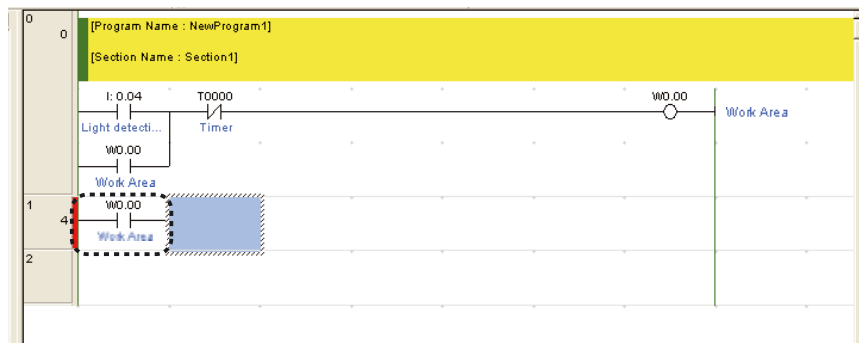 0
0
[Program Name : NewProgram1]
[Section Name : Section1]
I: 0.04
T0000
W0.00
Light detecti...
Timer
Work Area
W0.00
Work Area
1
4
W0.00
Work Area
2